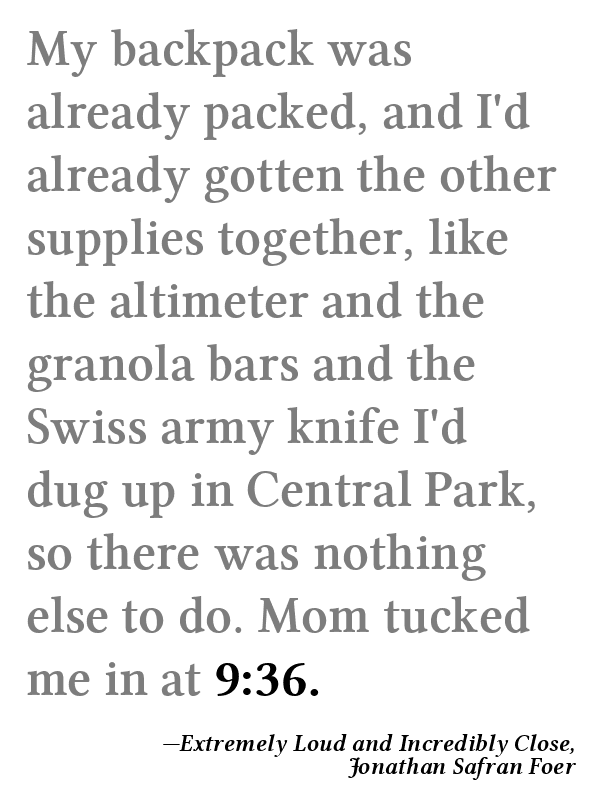 My backpack was
already packed, and I'd
already gotten the other
supplies together, like
the altimeter and the
granola bars and the
Swiss army knife I'd
dug up in Central Park,
so there was nothing
else to do. Mom tucked
me in at 9:36.
—Extremely Loud and Incredibly Close,
Jonathan Safran Foer